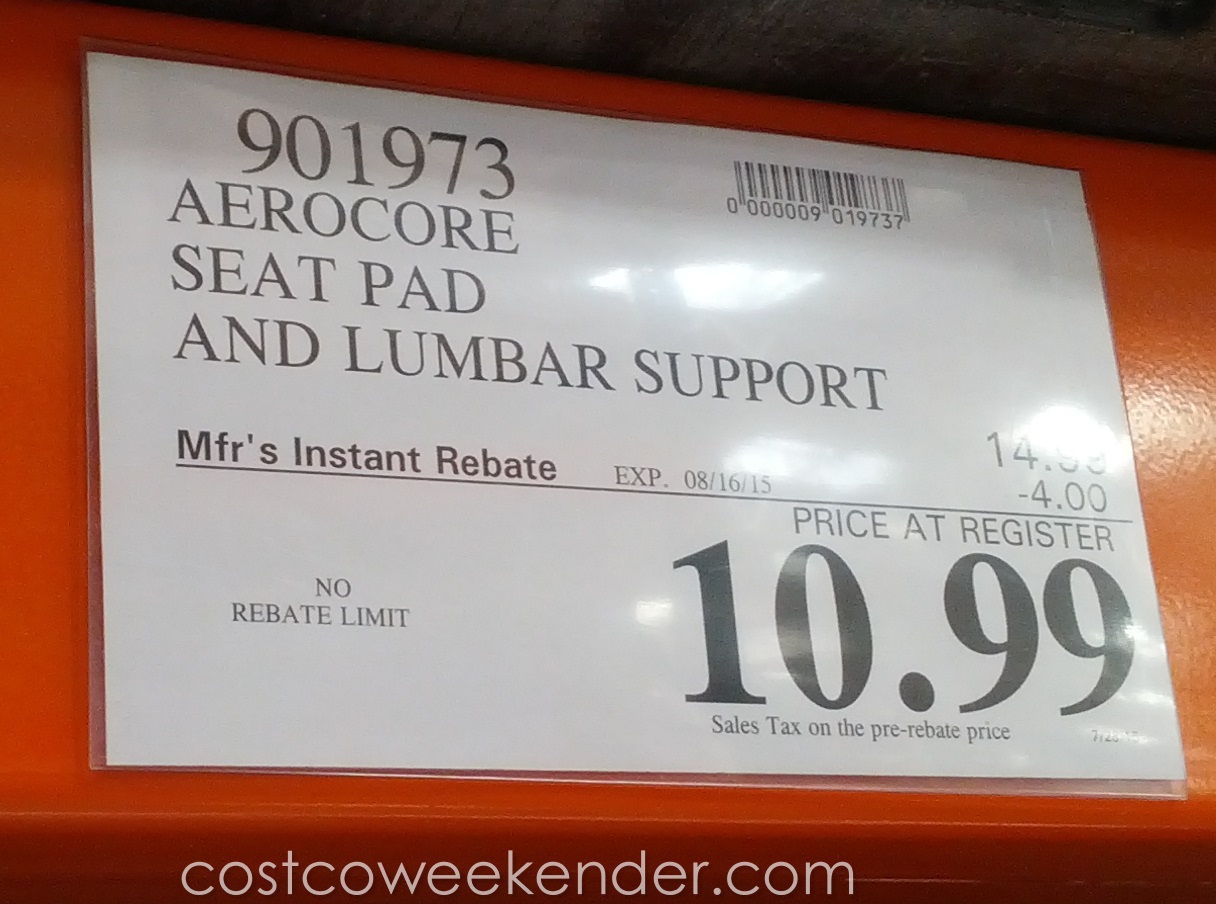 901973
AEROCORE
SEAT PAD
AND LUMBAR SUPPORT
0 000009 019737
Mfr's Instant Rebate EXP. 08/16/15
-4.00
PRICE AT REGISTER
10.99
NO
REBATE LIMIT
Sales Tax on the pre-rebate price
costcoweekender.com